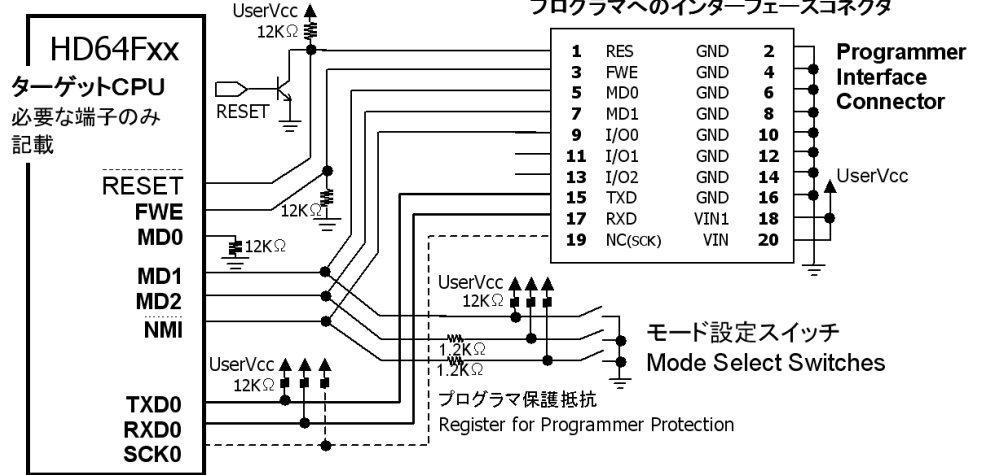 プログラマへのインターフェースコネクタ
UserVcc
12KΩ
HD64Fxx
ターゲットCPU
必要な端子のみ
記載
RESET
1 RES GND 2
3 FWE GND 4
5 MD0 GND 6
7 MD1 GND 8
9 I/O0 GND 10
11 I/O1 GND 12
13 I/O2 GND 14
15 TXD GND 16
17 RXD VIN1 18
19 NC(SCK) VIN 20
Programmer
Interface
Connector
UserVcc
RESET
FWE
12KΩ
MD0
12KΩ
MD1
MD2
NMI
UserVcc
12KΩ
1.2KΩ
1.2KΩ
モード設定スイッチ
Mode Select Switches
UserVcc
12KΩ
プログラマ保護抵抗
Register for Programmer Protection
TXD0
RXD0
SCK0